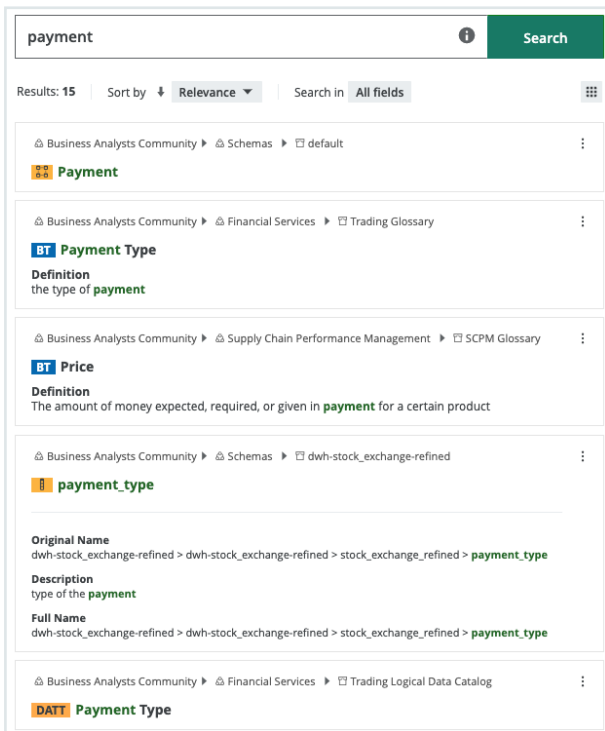 payment
Search
Results: 15 Sort by Relevance Search in All fields
Business Analysts Community Schemas default
Payment
Business Analysts Community Financial Services Trading Glossary
BT Payment Type
Definition
the type of payment
Business Analysts Community Supply Chain Performance Management SCPM Glossary
BT Price
Definition
The amount of money expected, required, or given in payment for a certain product
Business Analysts Community Schemas dwh-stock_exchange-refined
payment_type
Original Name
dwh-stock_exchange-refined > dwh-stock_exchange-refined > stock_exchange_refined > payment_type
Description
type of the payment
Full Name
dwh-stock_exchange-refined > dwh-stock_exchange-refined > stock_exchange_refined > payment_type
Business Analysts Community Financial Services Trading Logical Data Catalog
DATT Payment Type